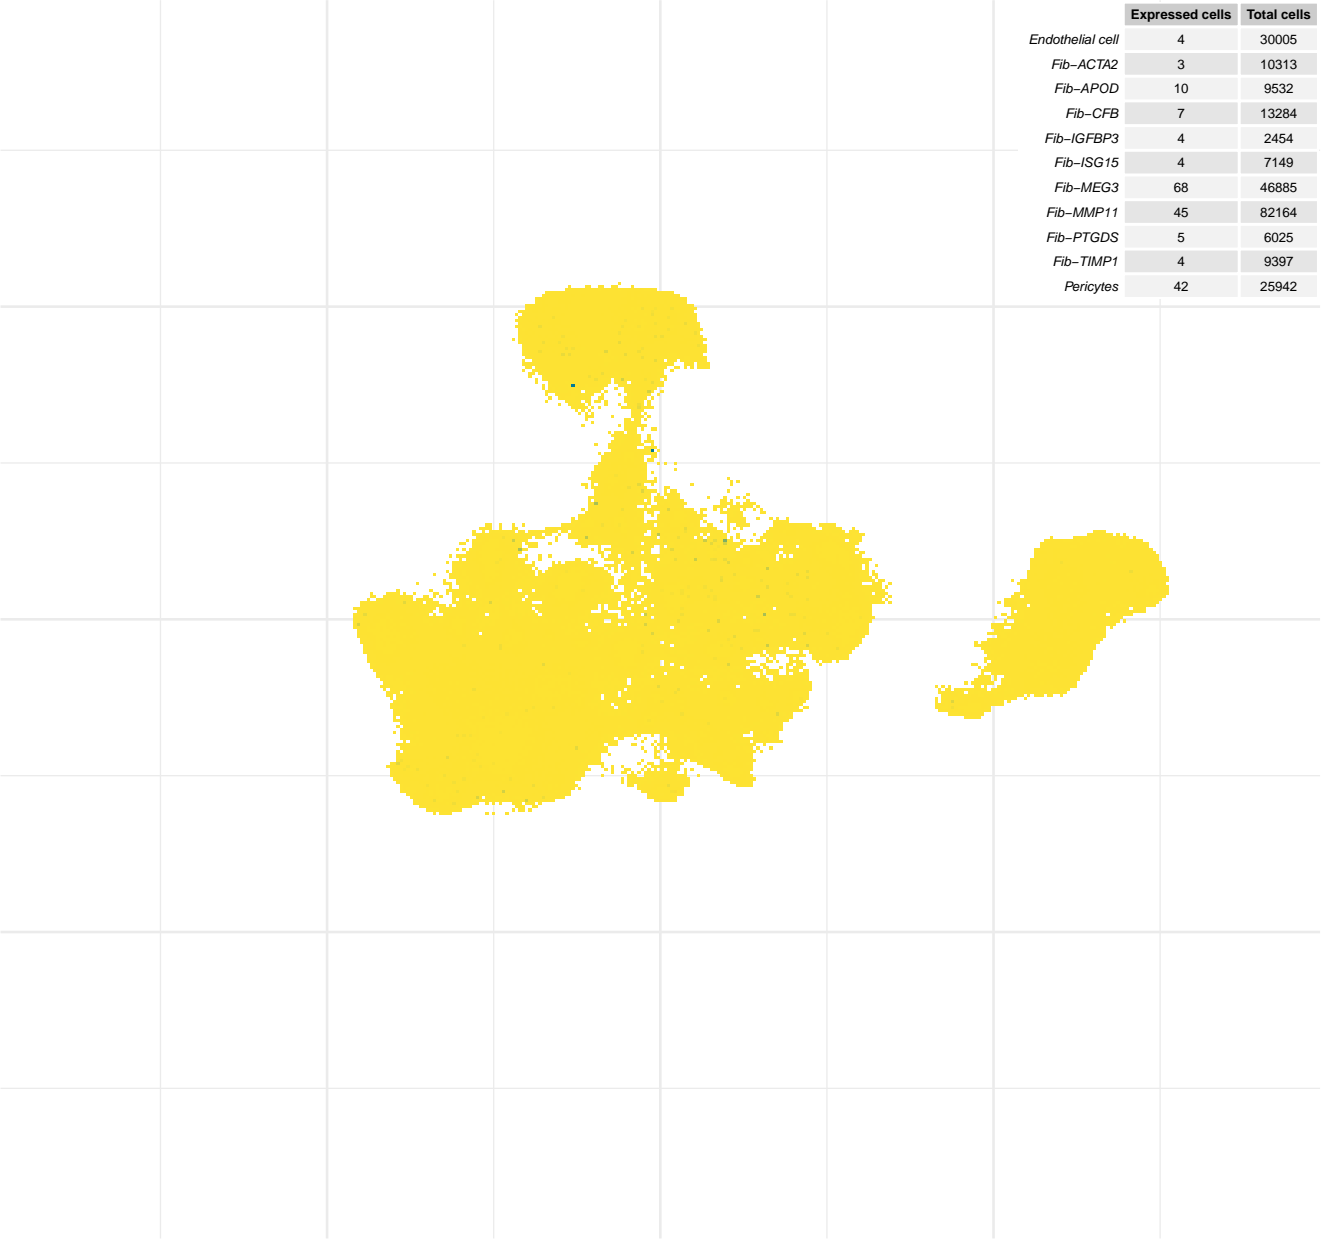 Expressed cells Total cells
Endothelial cell 4 30005
Fib−ACTA2 3 10313
Fib−APOD 10 9532
Fib−CFB 7 13284
Fib−IGFBP3 4 2454
Fib−ISG15 4 7149
Fib−MEG3 68 46885
Fib−MMP11 45 82164
Fib−PTGDS 5 6025
Fib−TIMP1 4 9397
Pericytes 42 25942